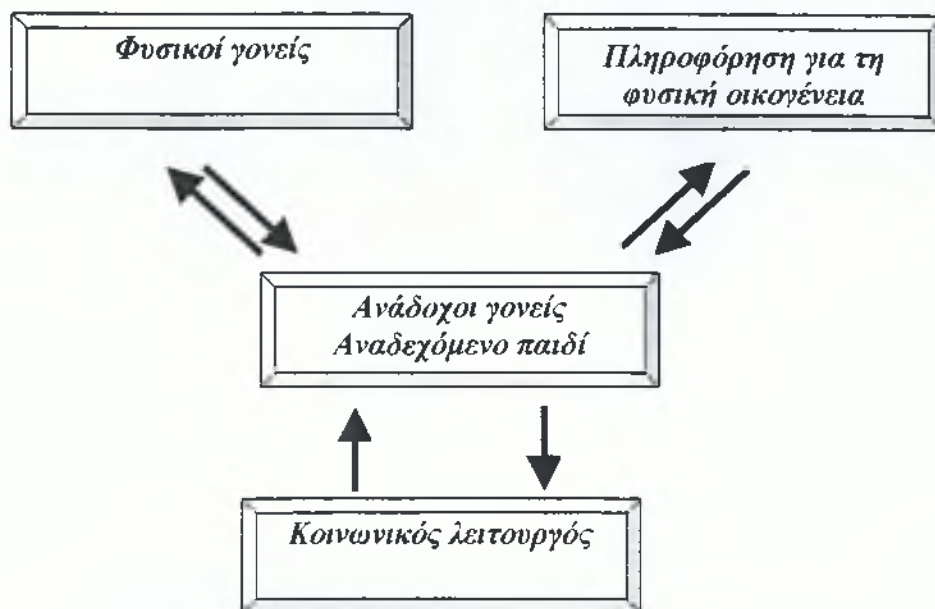 Φυσικοί γονείς
Πληροφόρηση για τη
φυσική οικογένεια
Ανάδοχοι γονείς
Αναδεχόμενο παιδί
Κοινωνικός λειτουργός